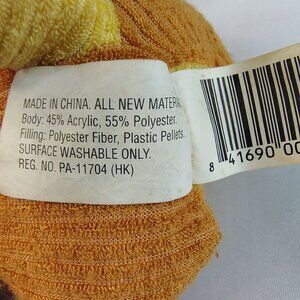 MADE IN CHINA. ALL NEW MATERIA
Body: 45% Acrylic, 55% Polyester.
Filling: Polyester Fiber, Plastic Pellets.
SURFACE WASHABLE ONLY.
REG. NO. PA-11704 (HK)
8 41690 00